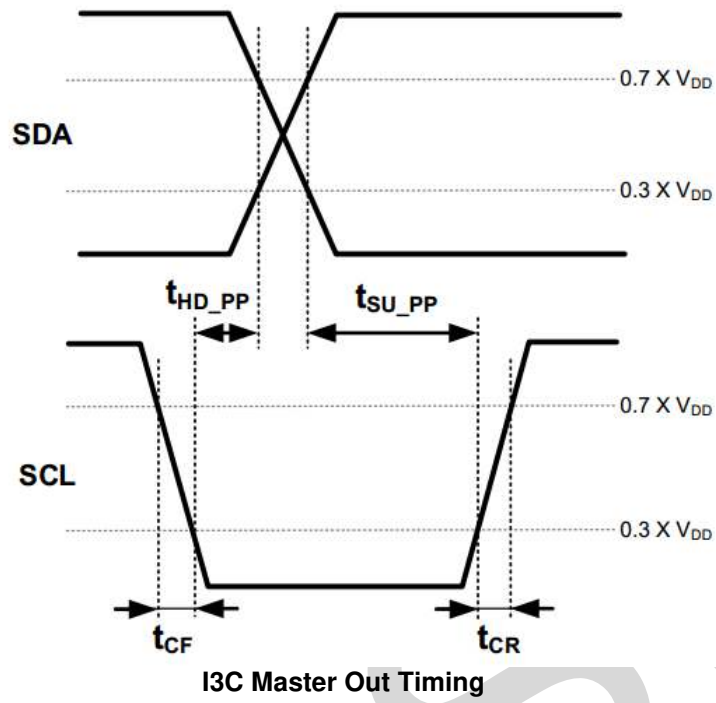 0.7 X VDD
SDA
0.3 X VDD
tHD_PP
tSU_PP
0.7 X VDD
SCL
0.3 X VDD
tCF
tCR
I3C Master Out Timing